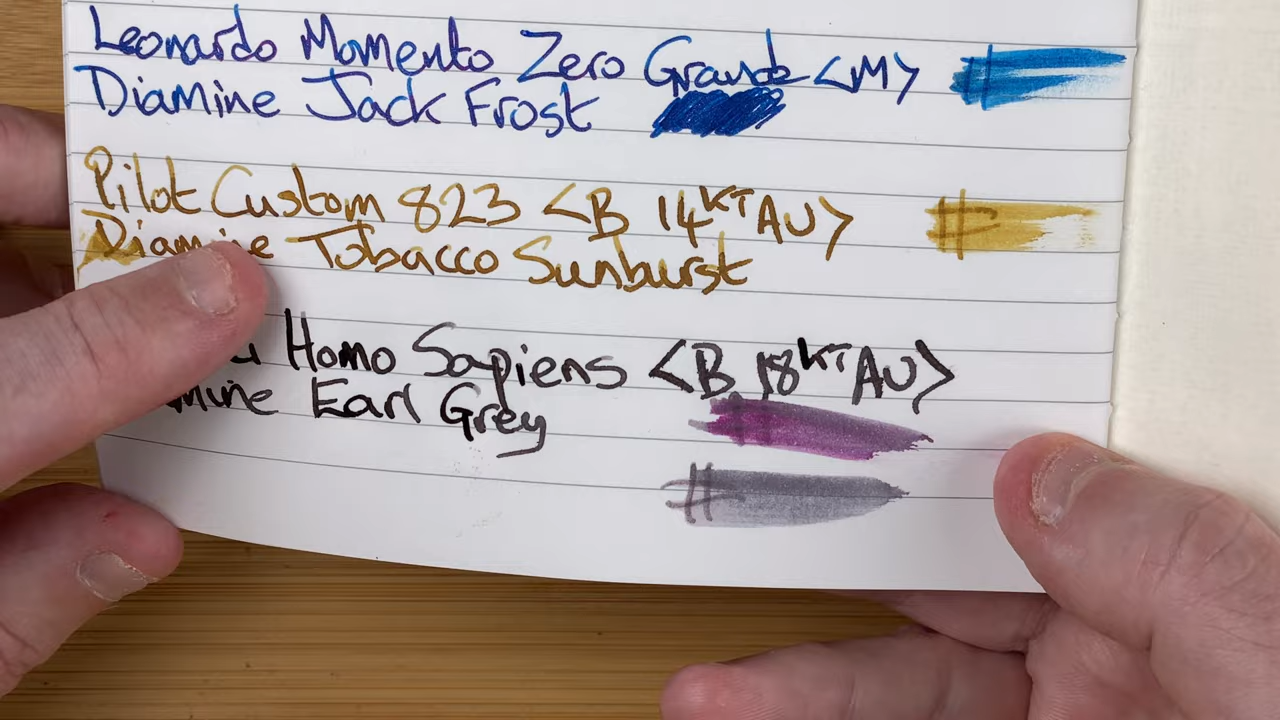 Leonardo Momento Zero Grande <M>
Diamine Jack Frost
Pilot Custom 823 <B 14KT AU>
Diamine Tobacco Sunburst
Homo Sapiens <B 18KT AU>
mine Earl Grey